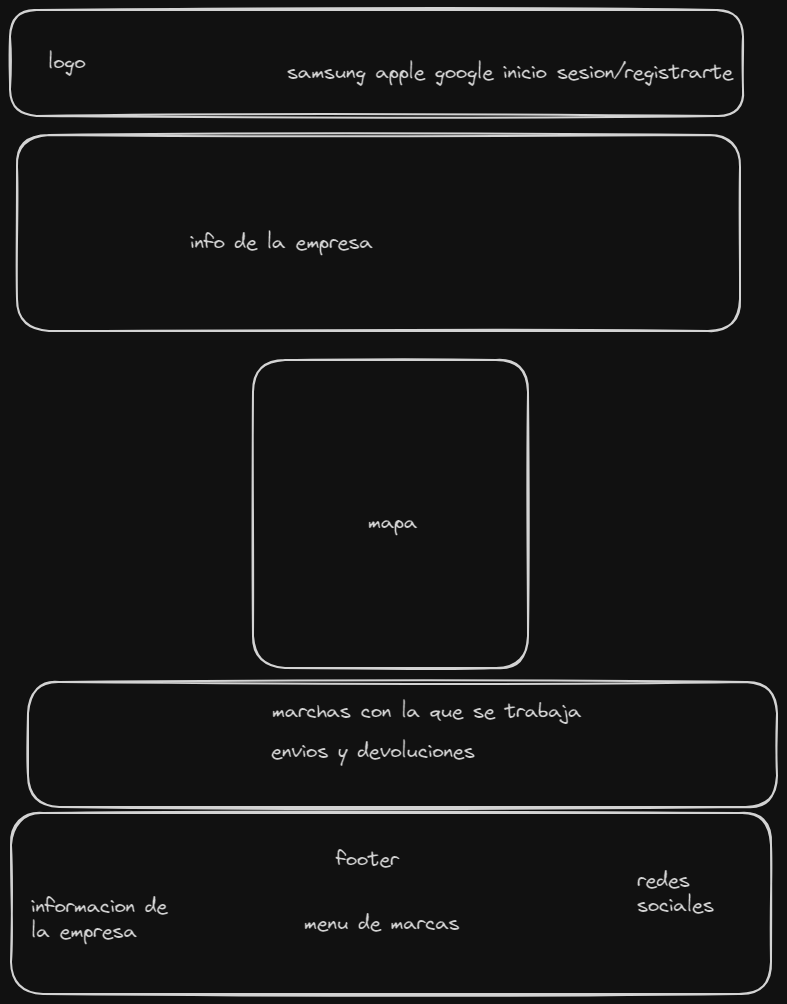 logo
samsung apple google inicio sesion/registrarte
info de la empresa
mapa
marchas con la que se trabaja
envios y devoluciones
footer
informacion de
la empresa
menu de marcas
redes
sociales